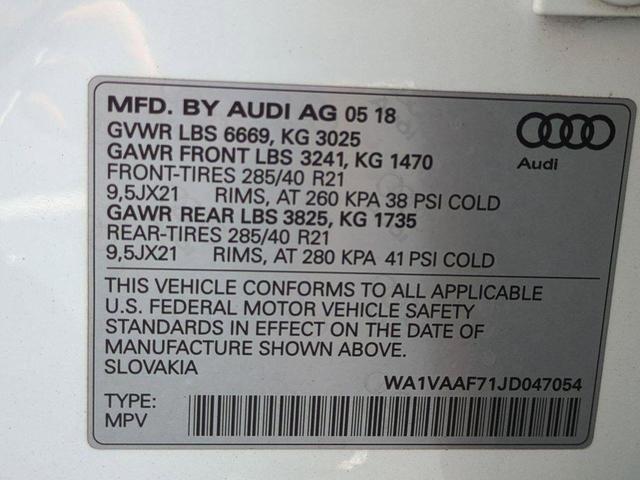 MFD. BY AUDI AG 05 18
GVWR LBS 6669, KG 3025
GAWR FRONT LBS 3241, KG 1470
FRONT-TIRES 285/40 R21
9,5JX21 RIMS, AT 260 KPA 38 PSI COLD
GAWR REAR LBS 3825, KG 1735
REAR-TIRES 285/40 R21
9,5JX21 RIMS, AT 280 KPA 41 PSI COLD
Audi
THIS VEHICLE CONFORMS TO ALL APPLICABLE
U.S. FEDERAL MOTOR VEHICLE SAFETY
STANDARDS IN EFFECT ON THE DATE OF
MANUFACTURE SHOWN ABOVE.
SLOVAKIA
WA1VAAF71JD047054
TYPE:
MPV